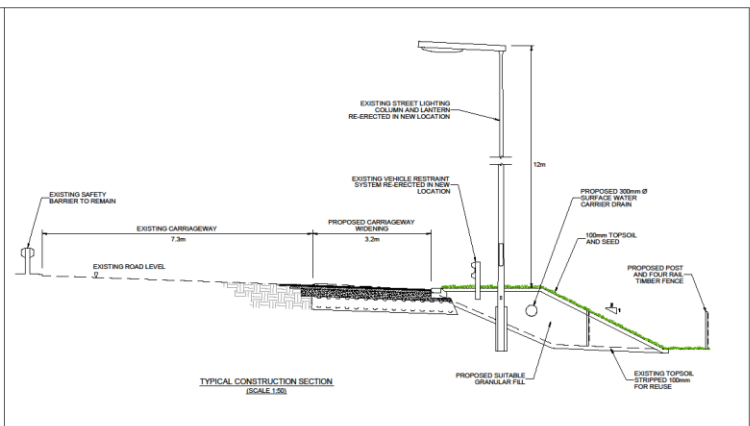 EXISTING STREET LIGHTING
COLUMN AND LANTERN
RE-ERECTED IN NEW LOCATION
12m
EXISTING VEHICLE RESTRAINT
SYSTEM RE-ERECTED IN NEW
LOCATION
PROPOSED 300mm Ø
SURFACE WATER
CARRIER DRAIN
EXISTING SAFETY
BARRIER TO REMAIN
EXISTING CARRIAGEWAY
7.3m
PROPOSED CARRIAGEWAY
WIDENING
3.2m
100mm TOPSOIL
AND SEED
EXISTING ROAD LEVEL
PROPOSED POST
AND FOUR RAIL
TIMBER FENCE
1
TYPICAL CONSTRUCTION SECTION
(SCALE 1:50)
PROPOSED SUITABLE
GRANULAR FILL
EXISTING TOPSOIL
STRIPPED 100mm
FOR REUSE